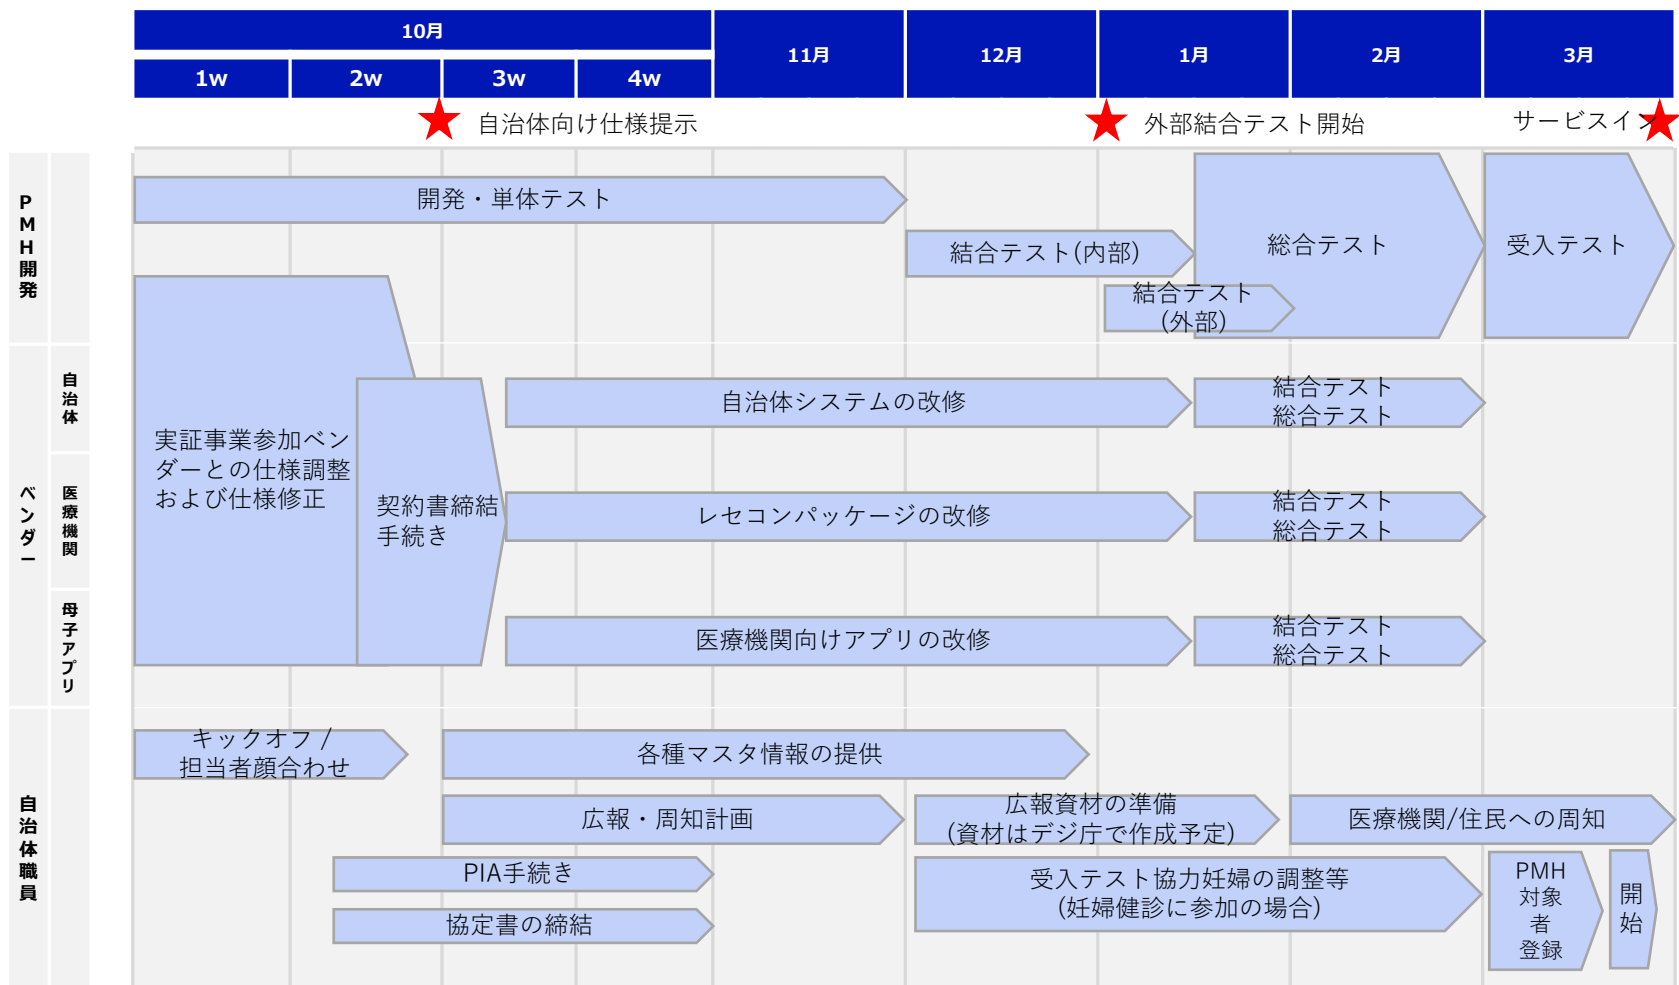 10月
11月
12月
1月
2月
3月
1w
2w
3w
4w
自治体向け仕様提示
外部結合テスト開始
サービスイン
PMH開発
開発・単体テスト
結合テスト(内部)
結合テスト
(外部)
総合テスト
受入テスト
ベンダー
自治体
医療機関
母子アプリ
実証事業参加ベン
ダーとの仕様調整
および仕様修正
契約書締結
手続き
自治体システムの改修
結合テスト
総合テスト
レセコンパッケージの改修
結合テスト
総合テスト
医療機関向けアプリの改修
結合テスト
総合テスト
自治体職員
キックオフ /
担当者顔合わせ
各種マスタ情報の提供
広報・周知計画
広報資材の準備
(資材はデジ庁で作成予定)
医療機関/住民への周知
PIA手続き
協定書の締結
受入テスト協力妊婦の調整等
(妊婦健診に参加の場合)
PMH
対象
者
登録
開
始